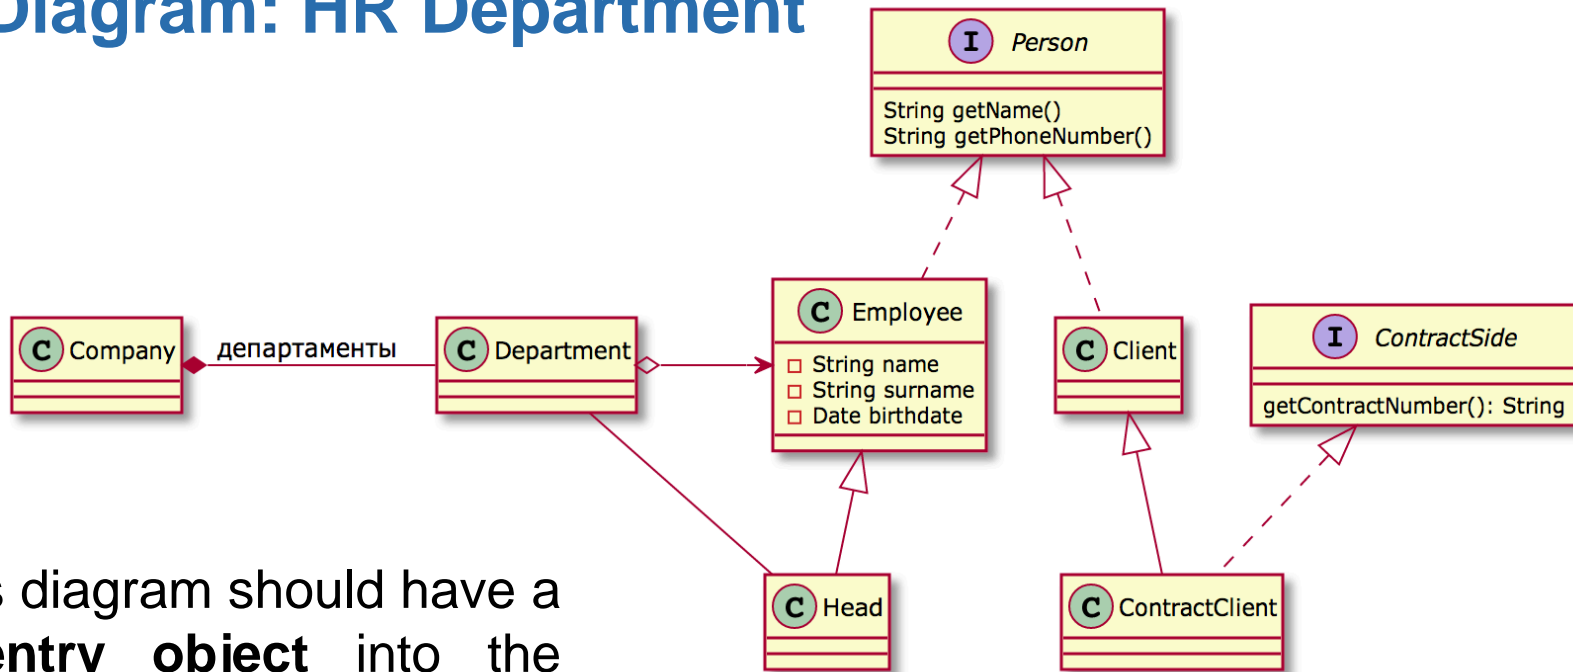 Diagram: HR Department
I Person
String getName()
String getPhoneNumber()
C Company
департаменты
C Department
C Employee
String name
String surname
Date birthdate
C Client
I ContractSide
getContractNumber(): String
C Head
C ContractClient
s diagram should have a
entry object into the